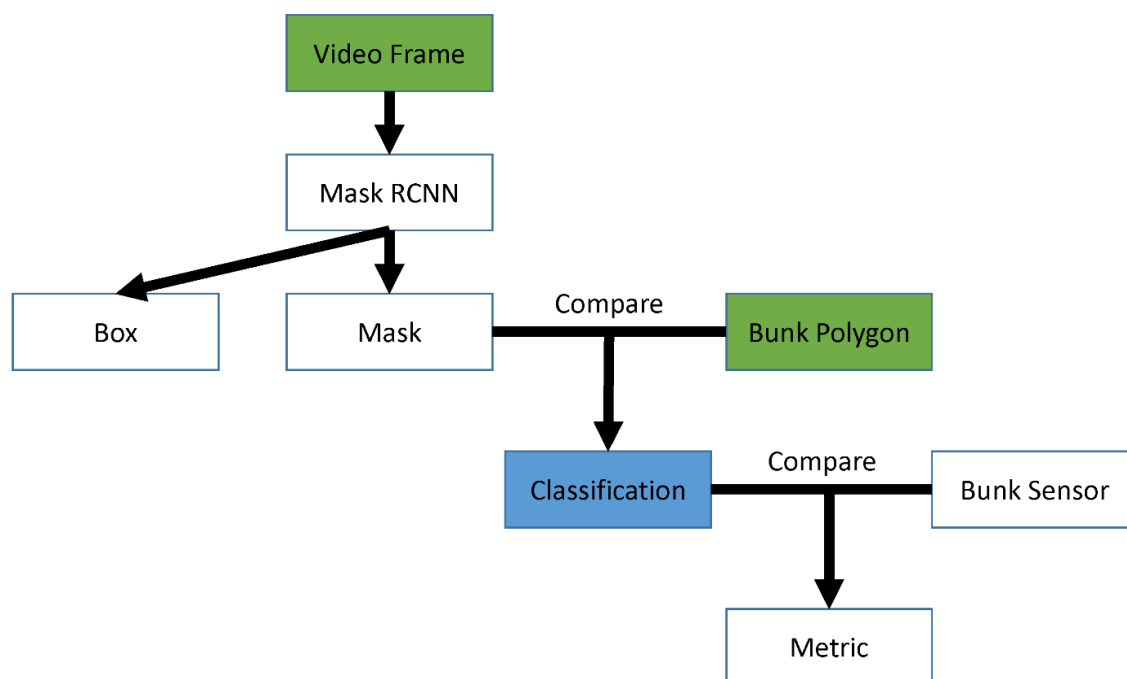 Video Frame
Mask RCNN
Compare
Box
Mask
Bunk Polygon
Compare
Classification
Bunk Sensor
Metric